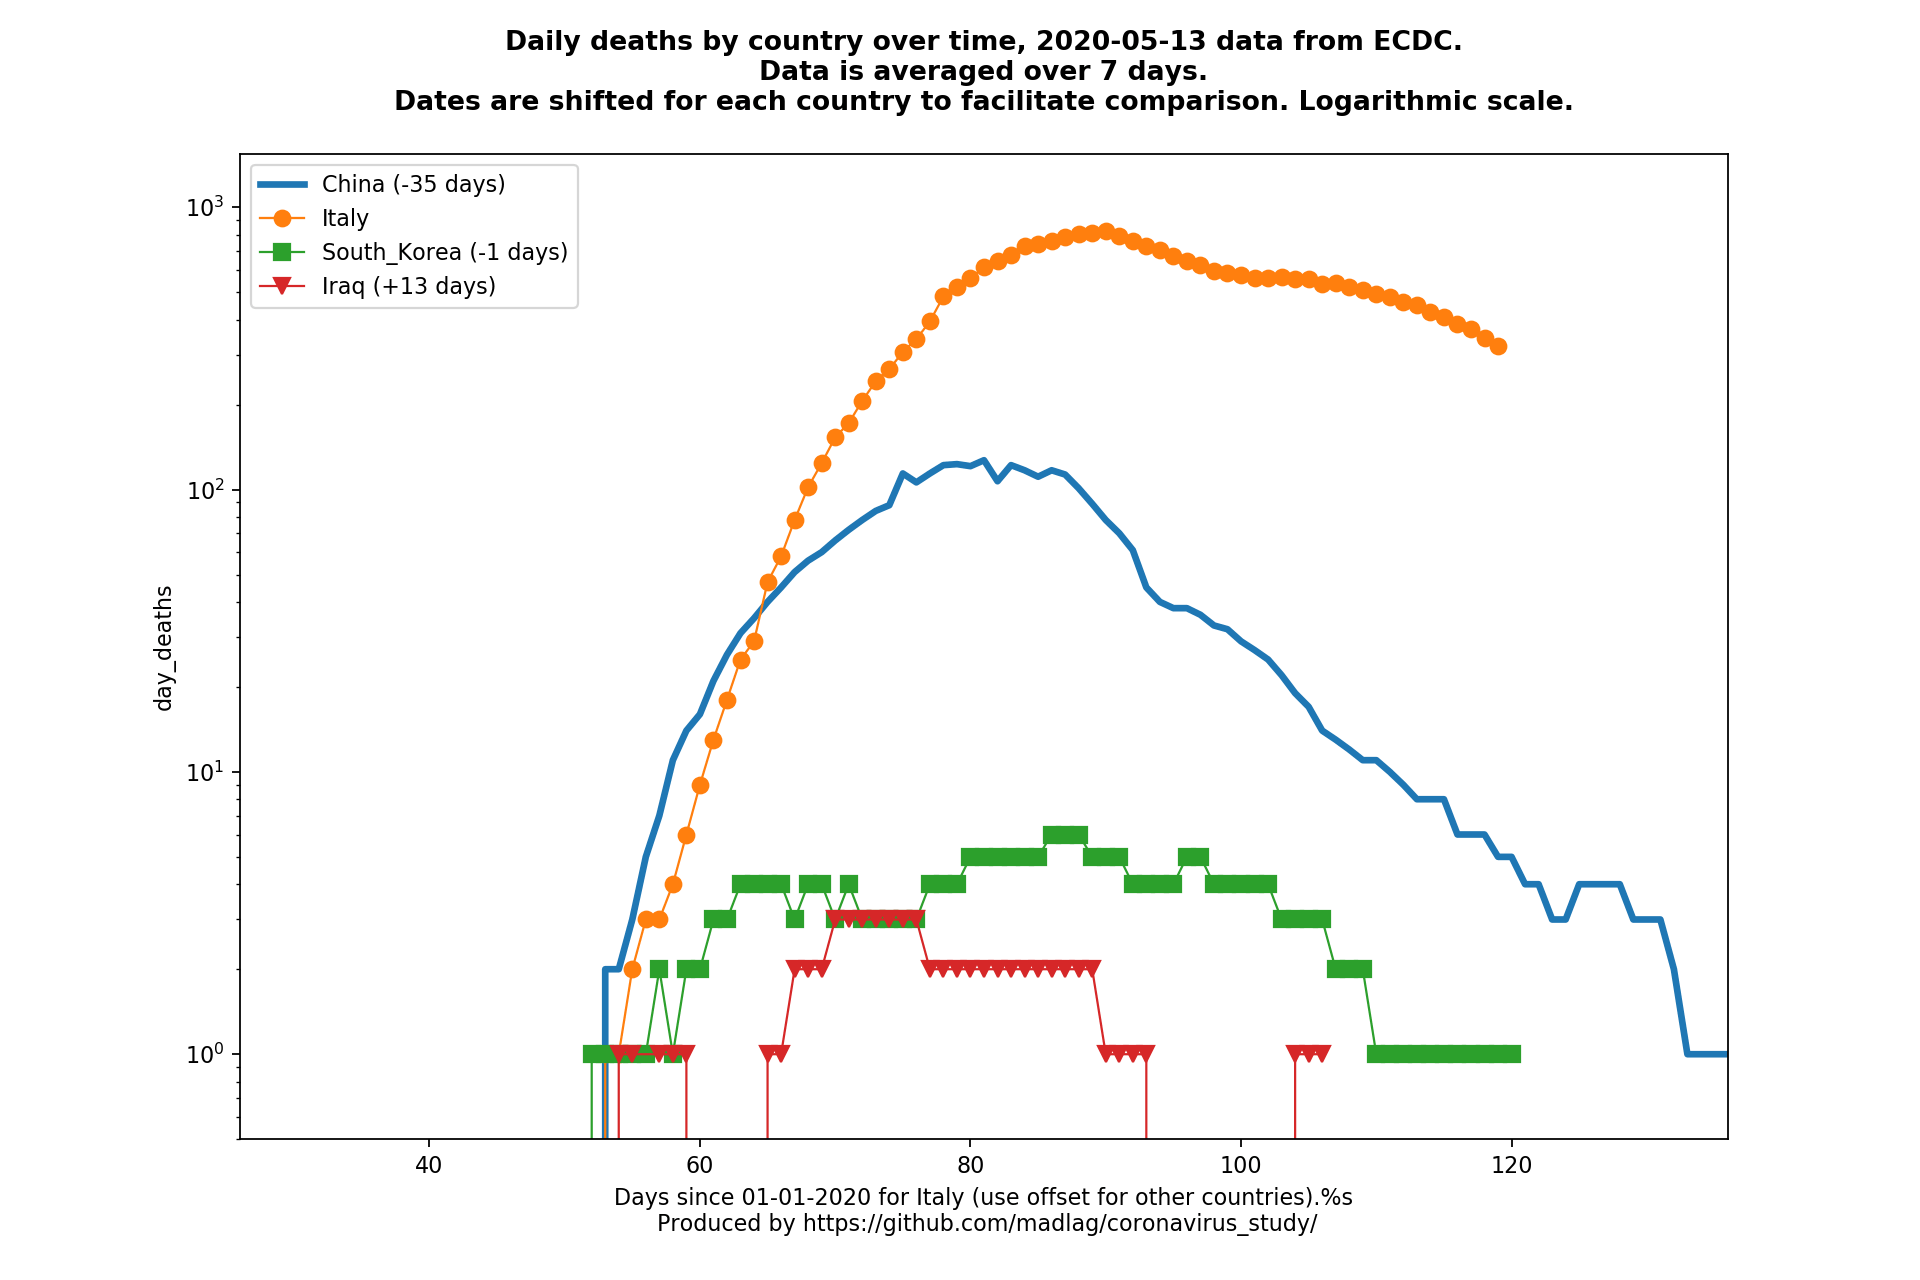 Daily deaths by country over time, 2020-05-13 data from ECDC.
Data is averaged over 7 days.
Dates are shifted for each country to facilitate comparison. Logarithmic scale.
China (-35 days)
Italy
South_Korea (-1 days)
Iraq (+13 days)
day_deaths
10³
10²
10¹
10⁰
40 60 80 100 120
Days since 01-01-2020 for Italy (use offset for other countries).%s
Produced by https://github.com/madlag/coronavirus_study/